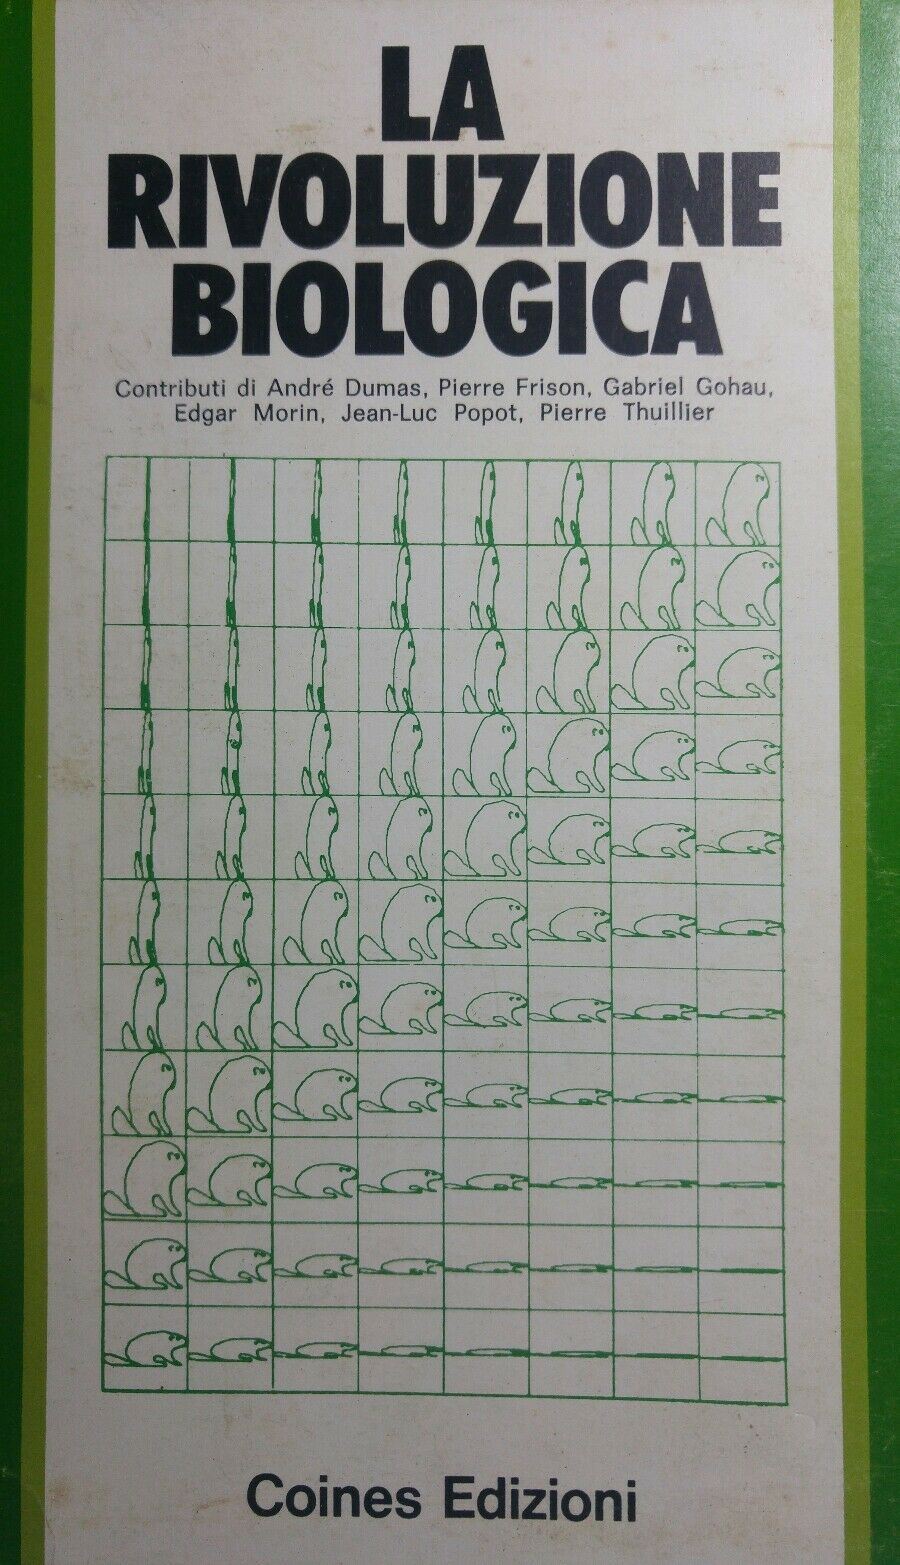 LA
RIVOLUZIONE
BIOLOGICA
Contributi di André Dumas, Pierre Frison, Gabriel Gohau,
Edgar Morin, Jean-Luc Popot, Pierre Thuillier
Coines Edizioni